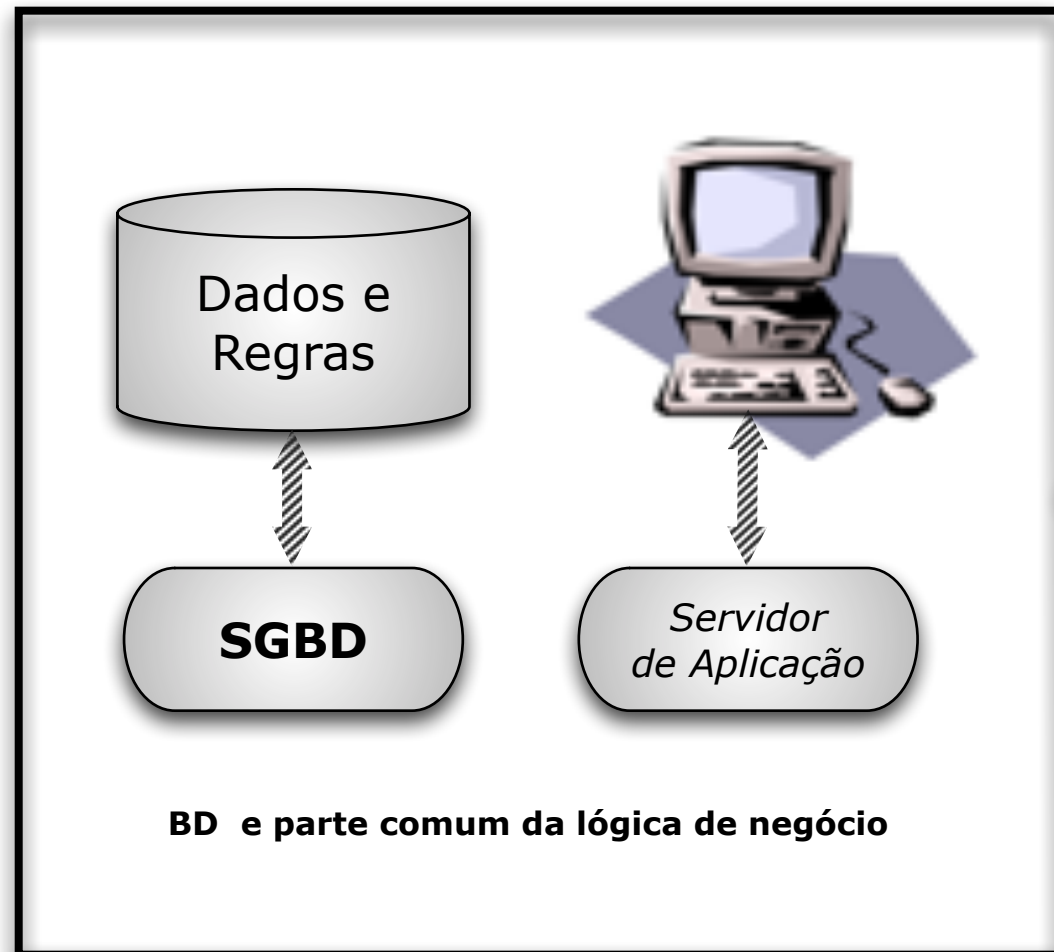 Dados e
Regras
SGBD
Servidor
de Aplicação
BD e parte comum da lógica de negócio